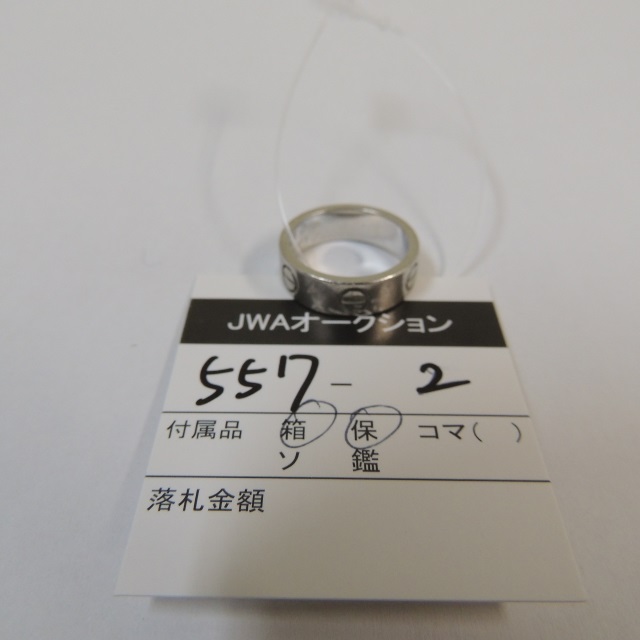 JWAオークション
557-2
付属品 箱 保 コマ( )
ソ 鑑
落札金額